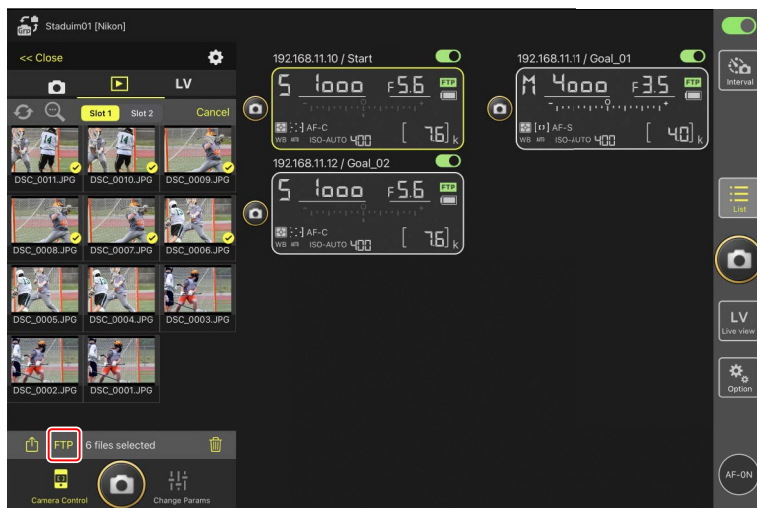 Grp Staduim01 [Nikon]
<< Close
LV
Slot 1 Slot 2 Cancel
DSC_0011.JPG DSC_0010.JPG DSC_0009.JPG
DSC_0008.JPG DSC_0007.JPG DSC_0006.JPG
DSC_0005.JPG DSC_0004.JPG DSC_0003.JPG
DSC_0002.JPG DSC_0001.JPG
FTP 6 files selected
Camera Control Change Params
192.168.11.10 / Start
S 1000 F5.6 FTP
AF-C
WB AUTO ISO-AUTO 400 [ 7.6] k
192.168.11.11 / Goal_01
M 4000 F3.5 FTP
AF-S
WB AUTO ISO-AUTO 400 [ 4.0] k
192.168.11.12 / Goal_02
S 1000 F5.6 FTP
AF-C
WB AUTO ISO-AUTO 400 [ 7.6] k
Interval
List
LV
Live view
Option
AF-ON